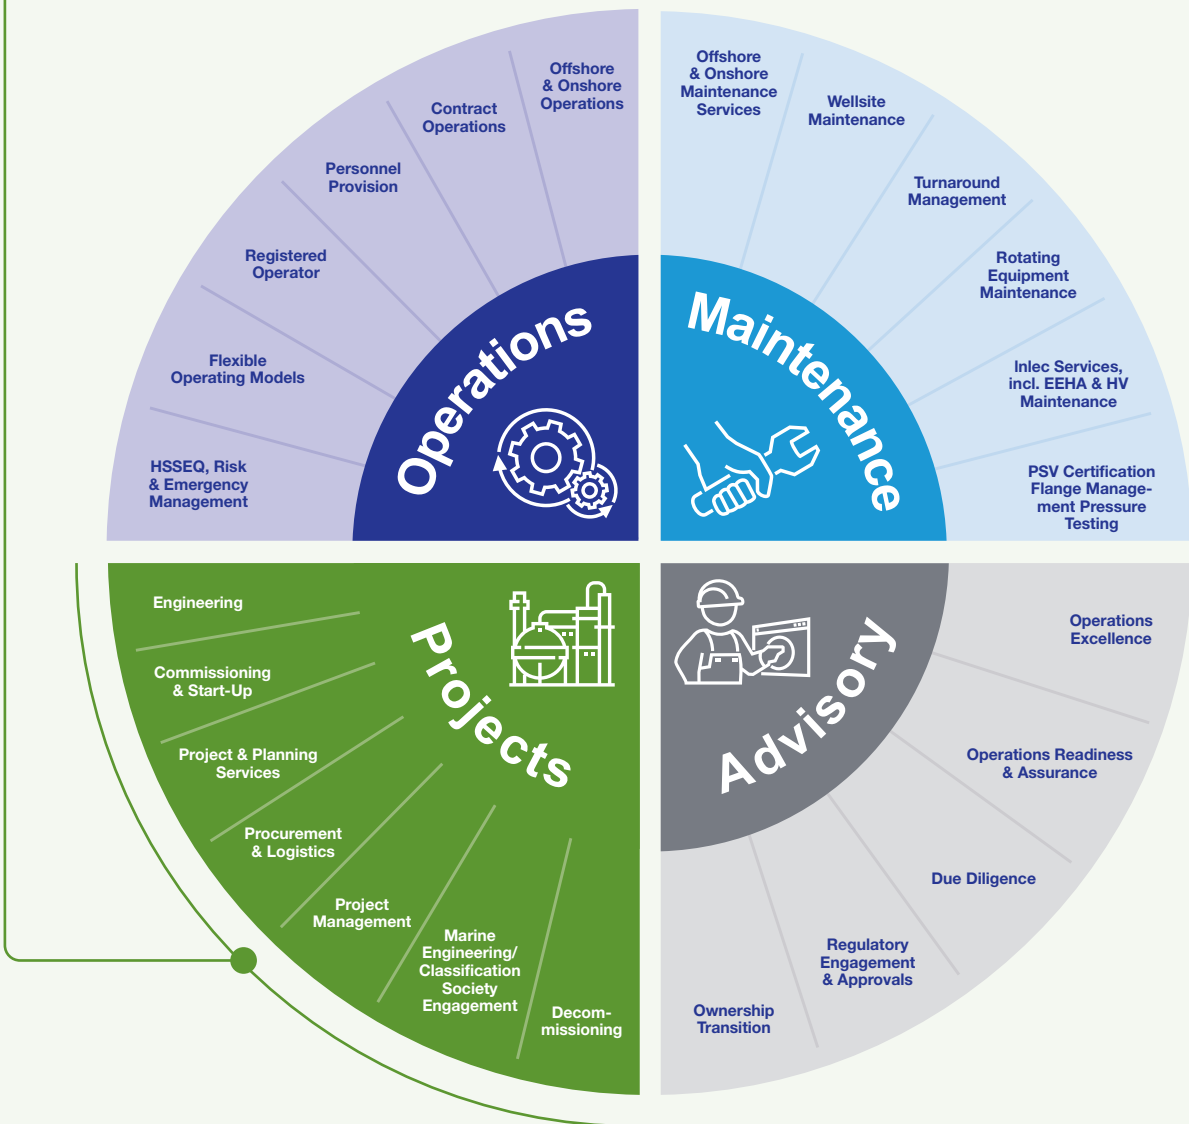 Offshore
& Onshore
Operations
Contract
Operations
Personnel
Provision
Registered
Operator
Flexible
Operating Models
HSSEQ, Risk
& Emergency
Management
Operations
Offshore
& Onshore
Maintenance
Services
Wellsite
Maintenance
Turnaround
Management
Rotating
Equipment
Maintenance
Inlec Services,
incl. EEHA & HV
Maintenance
PSV Certification
Flange Manage-
ment Pressure
Testing
Maintenance
Engineering
Commissioning
& Start-Up
Project & Planning
Services
Procurement
& Logistics
Project
Management
Marine
Engineering/
Classification
Society
Engagement
Decom-
missioning
Projects
Operations
Excellence
Operations Readiness
& Assurance
Due Diligence
Regulatory
Engagement
& Approvals
Ownership
Transition
Advisory